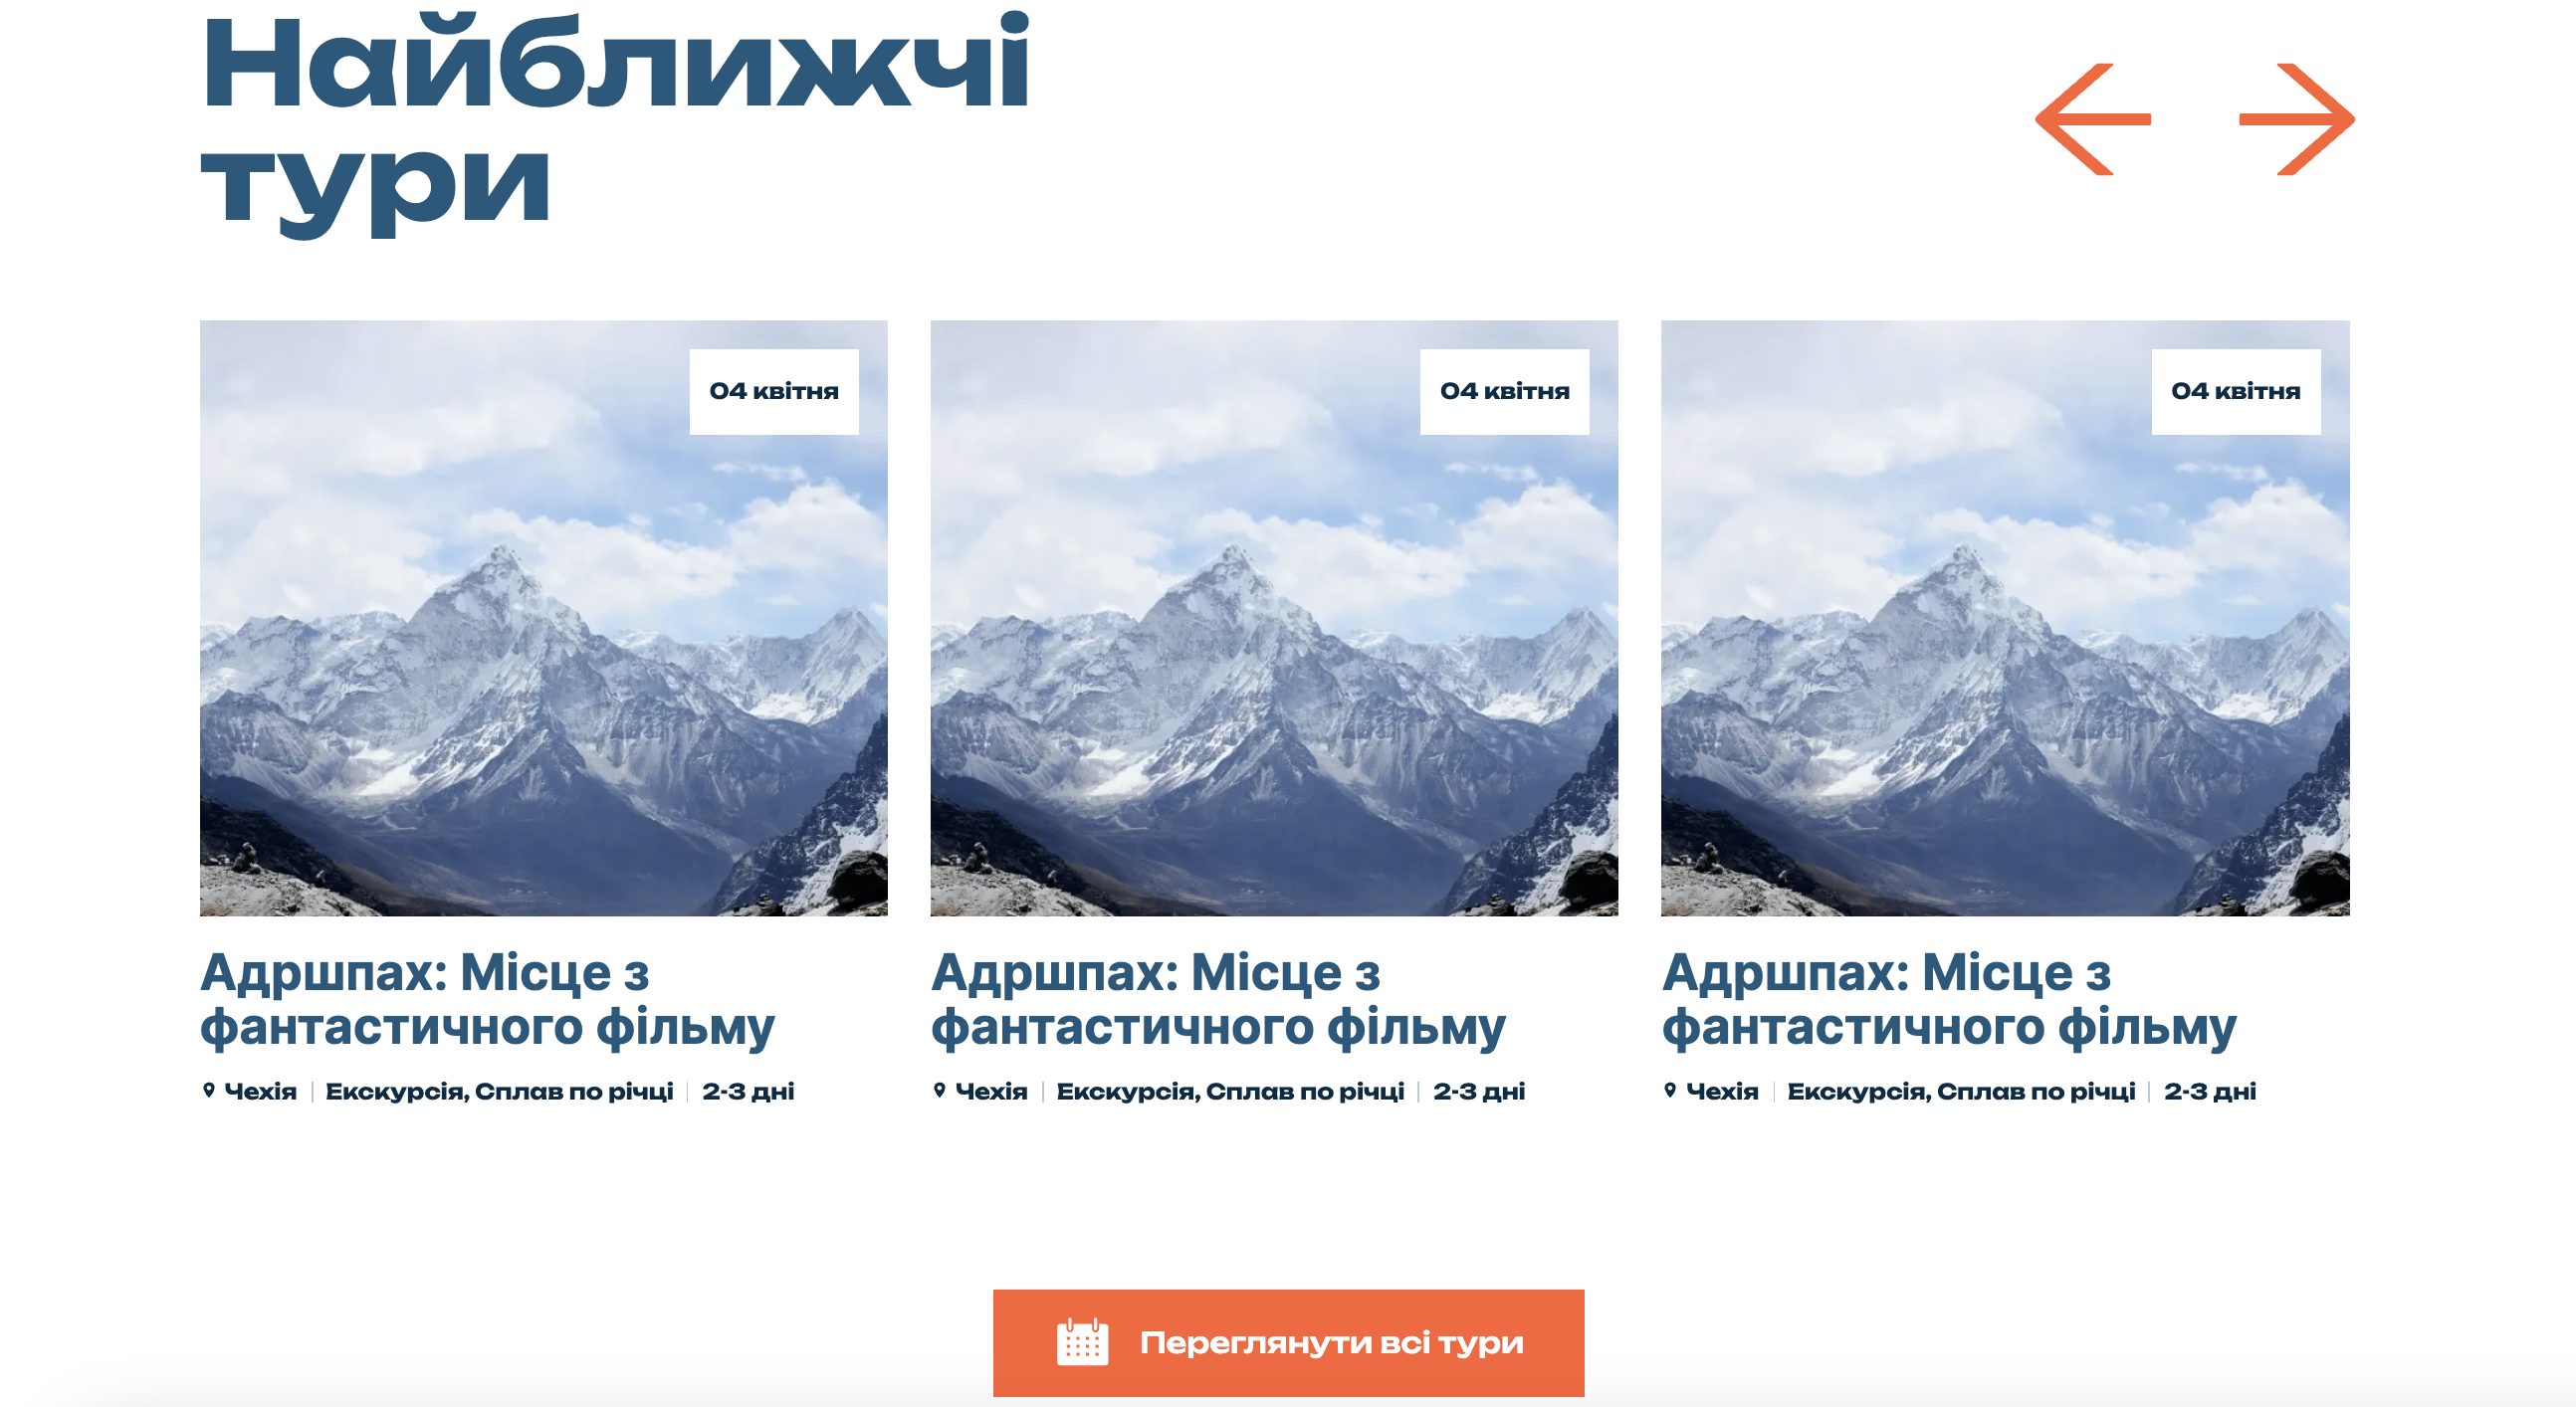 Найближчі
тури
04 квітня
04 квітня
04 квітня
Адршпах: Місце з
фантастичного фільму
Чехія | Екскурсія, Сплав по річці | 2-3 дні
Адршпах: Місце з
фантастичного фільму
Чехія | Екскурсія, Сплав по річці | 2-3 дні
Адршпах: Місце з
фантастичного фільму
Чехія | Екскурсія, Сплав по річці | 2-3 дні
Переглянути всі тури